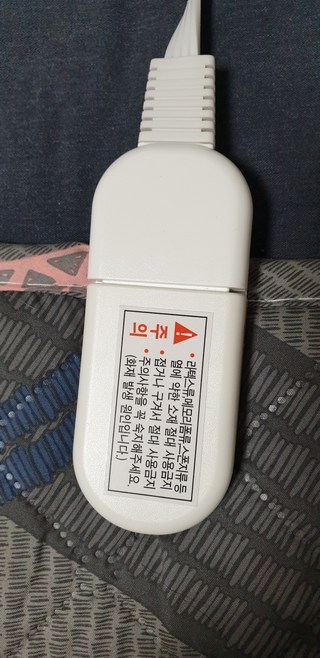 주의
• 라텍스류,메모리폼류,스폰지류 등
열에 약한 소재 절대 사용금지
• 접거나 구겨서 절대 사용금지
주의사항을 꼭 숙지해주세요.
(화재 발생 원인입니다.)